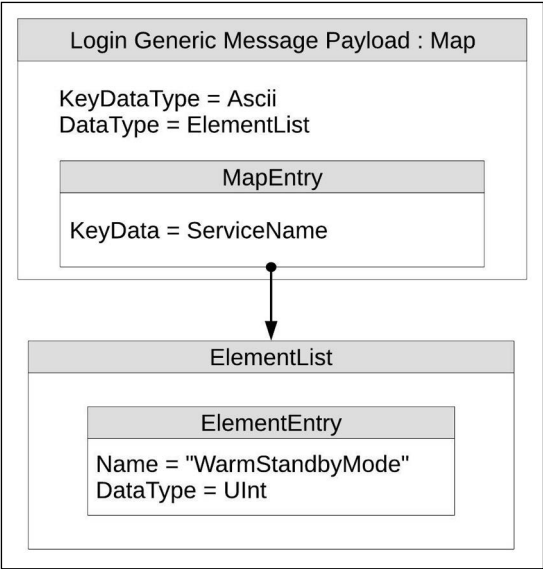 Login Generic Message Payload : Map
KeyDataType = Ascii
DataType = ElementList
MapEntry
KeyData = ServiceName
ElementList
ElementEntry
Name = "WarmStandbyMode"
DataType = UInt